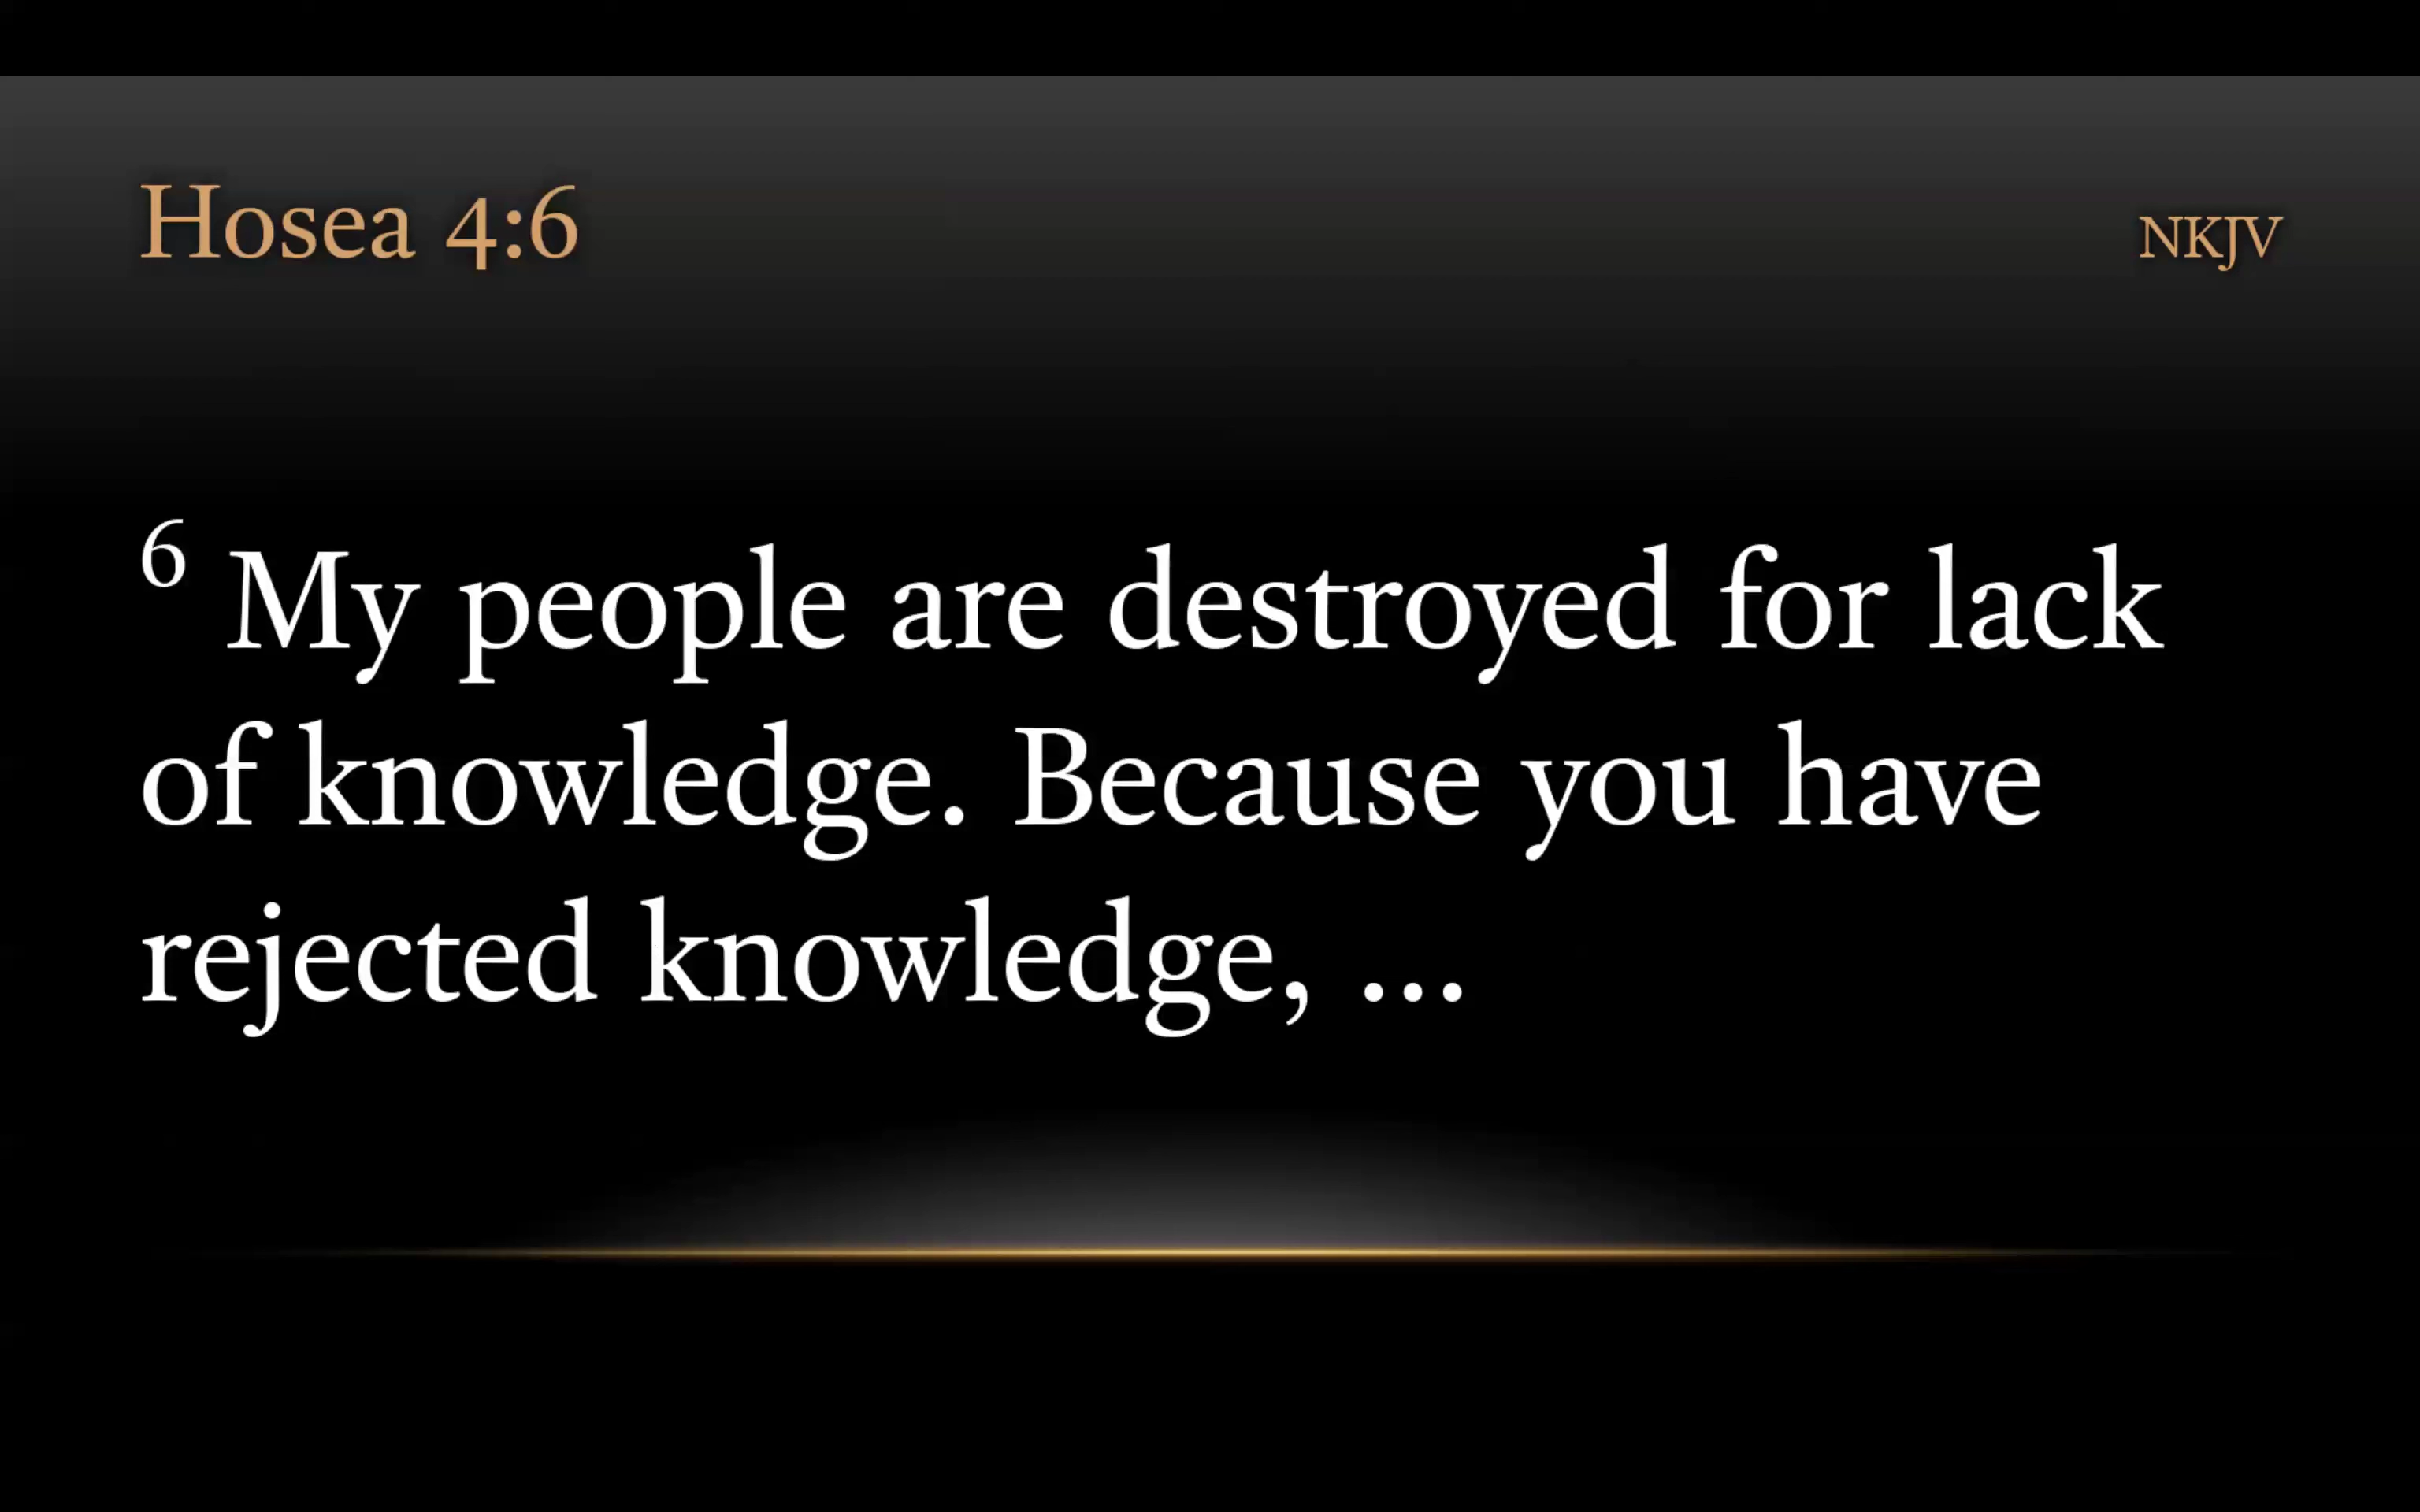 Hosea 4:6
NKJV
6 My people are destroyed for lack
of knowledge. Because you have
rejected knowledge, ...